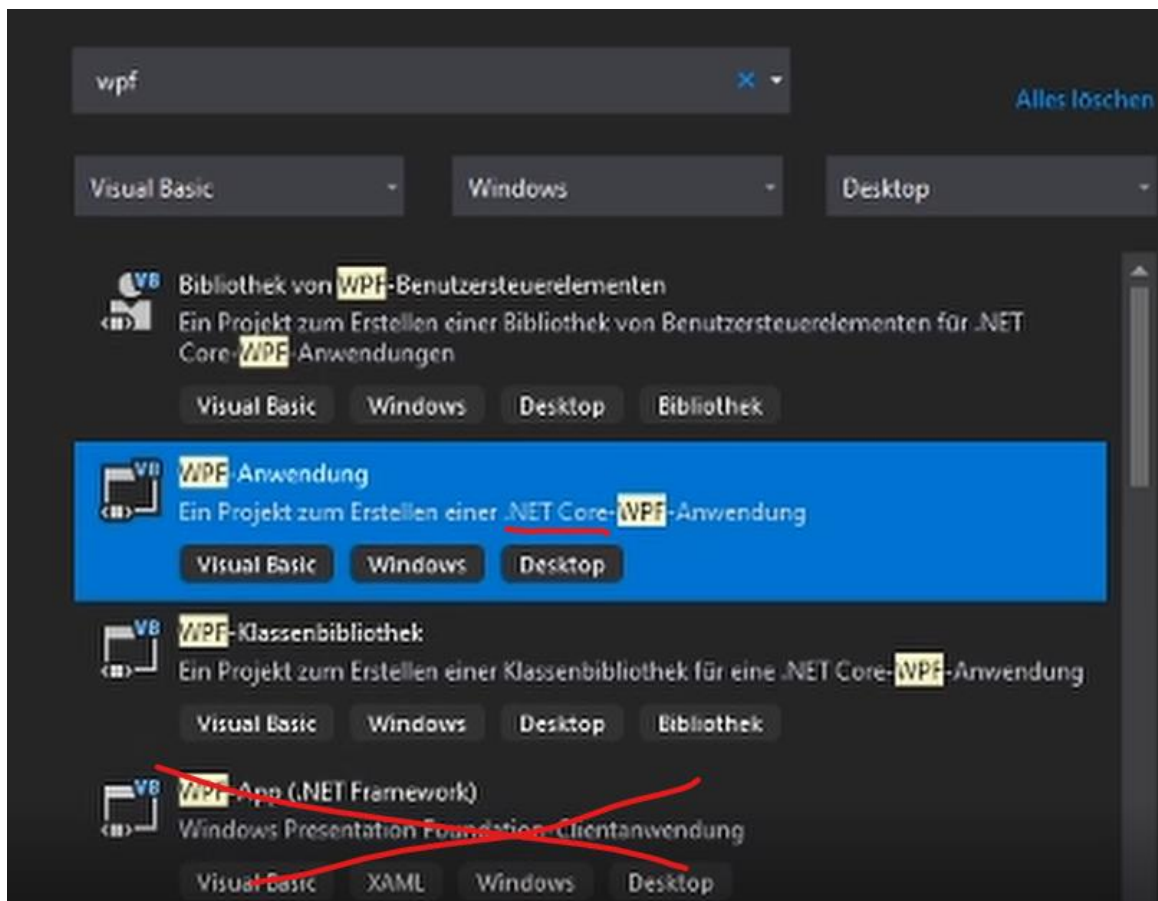 wpf
Alles löschen
Visual Basic Windows Desktop
VB Bibliothek von WPF-Benutzersteuerelementen
Ein Projekt zum Erstellen einer Bibliothek von Benutzersteuerelementen für .NET
Core-WPF-Anwendungen
Visual Basic Windows Desktop Bibliothek
VB WPF-Anwendung
Ein Projekt zum Erstellen einer .NET Core-WPF-Anwendung
Visual Basic Windows Desktop
VB WPF-Klassenbibliothek
Ein Projekt zum Erstellen einer Klassenbibliothek für eine .NET Core-WPF-Anwendung
Visual Basic Windows Desktop Bibliothek
VB WPF-App (.NET Framework)
Windows Presentation Foundation-Clientanwendung
Visual Basic XAML Windows Desktop